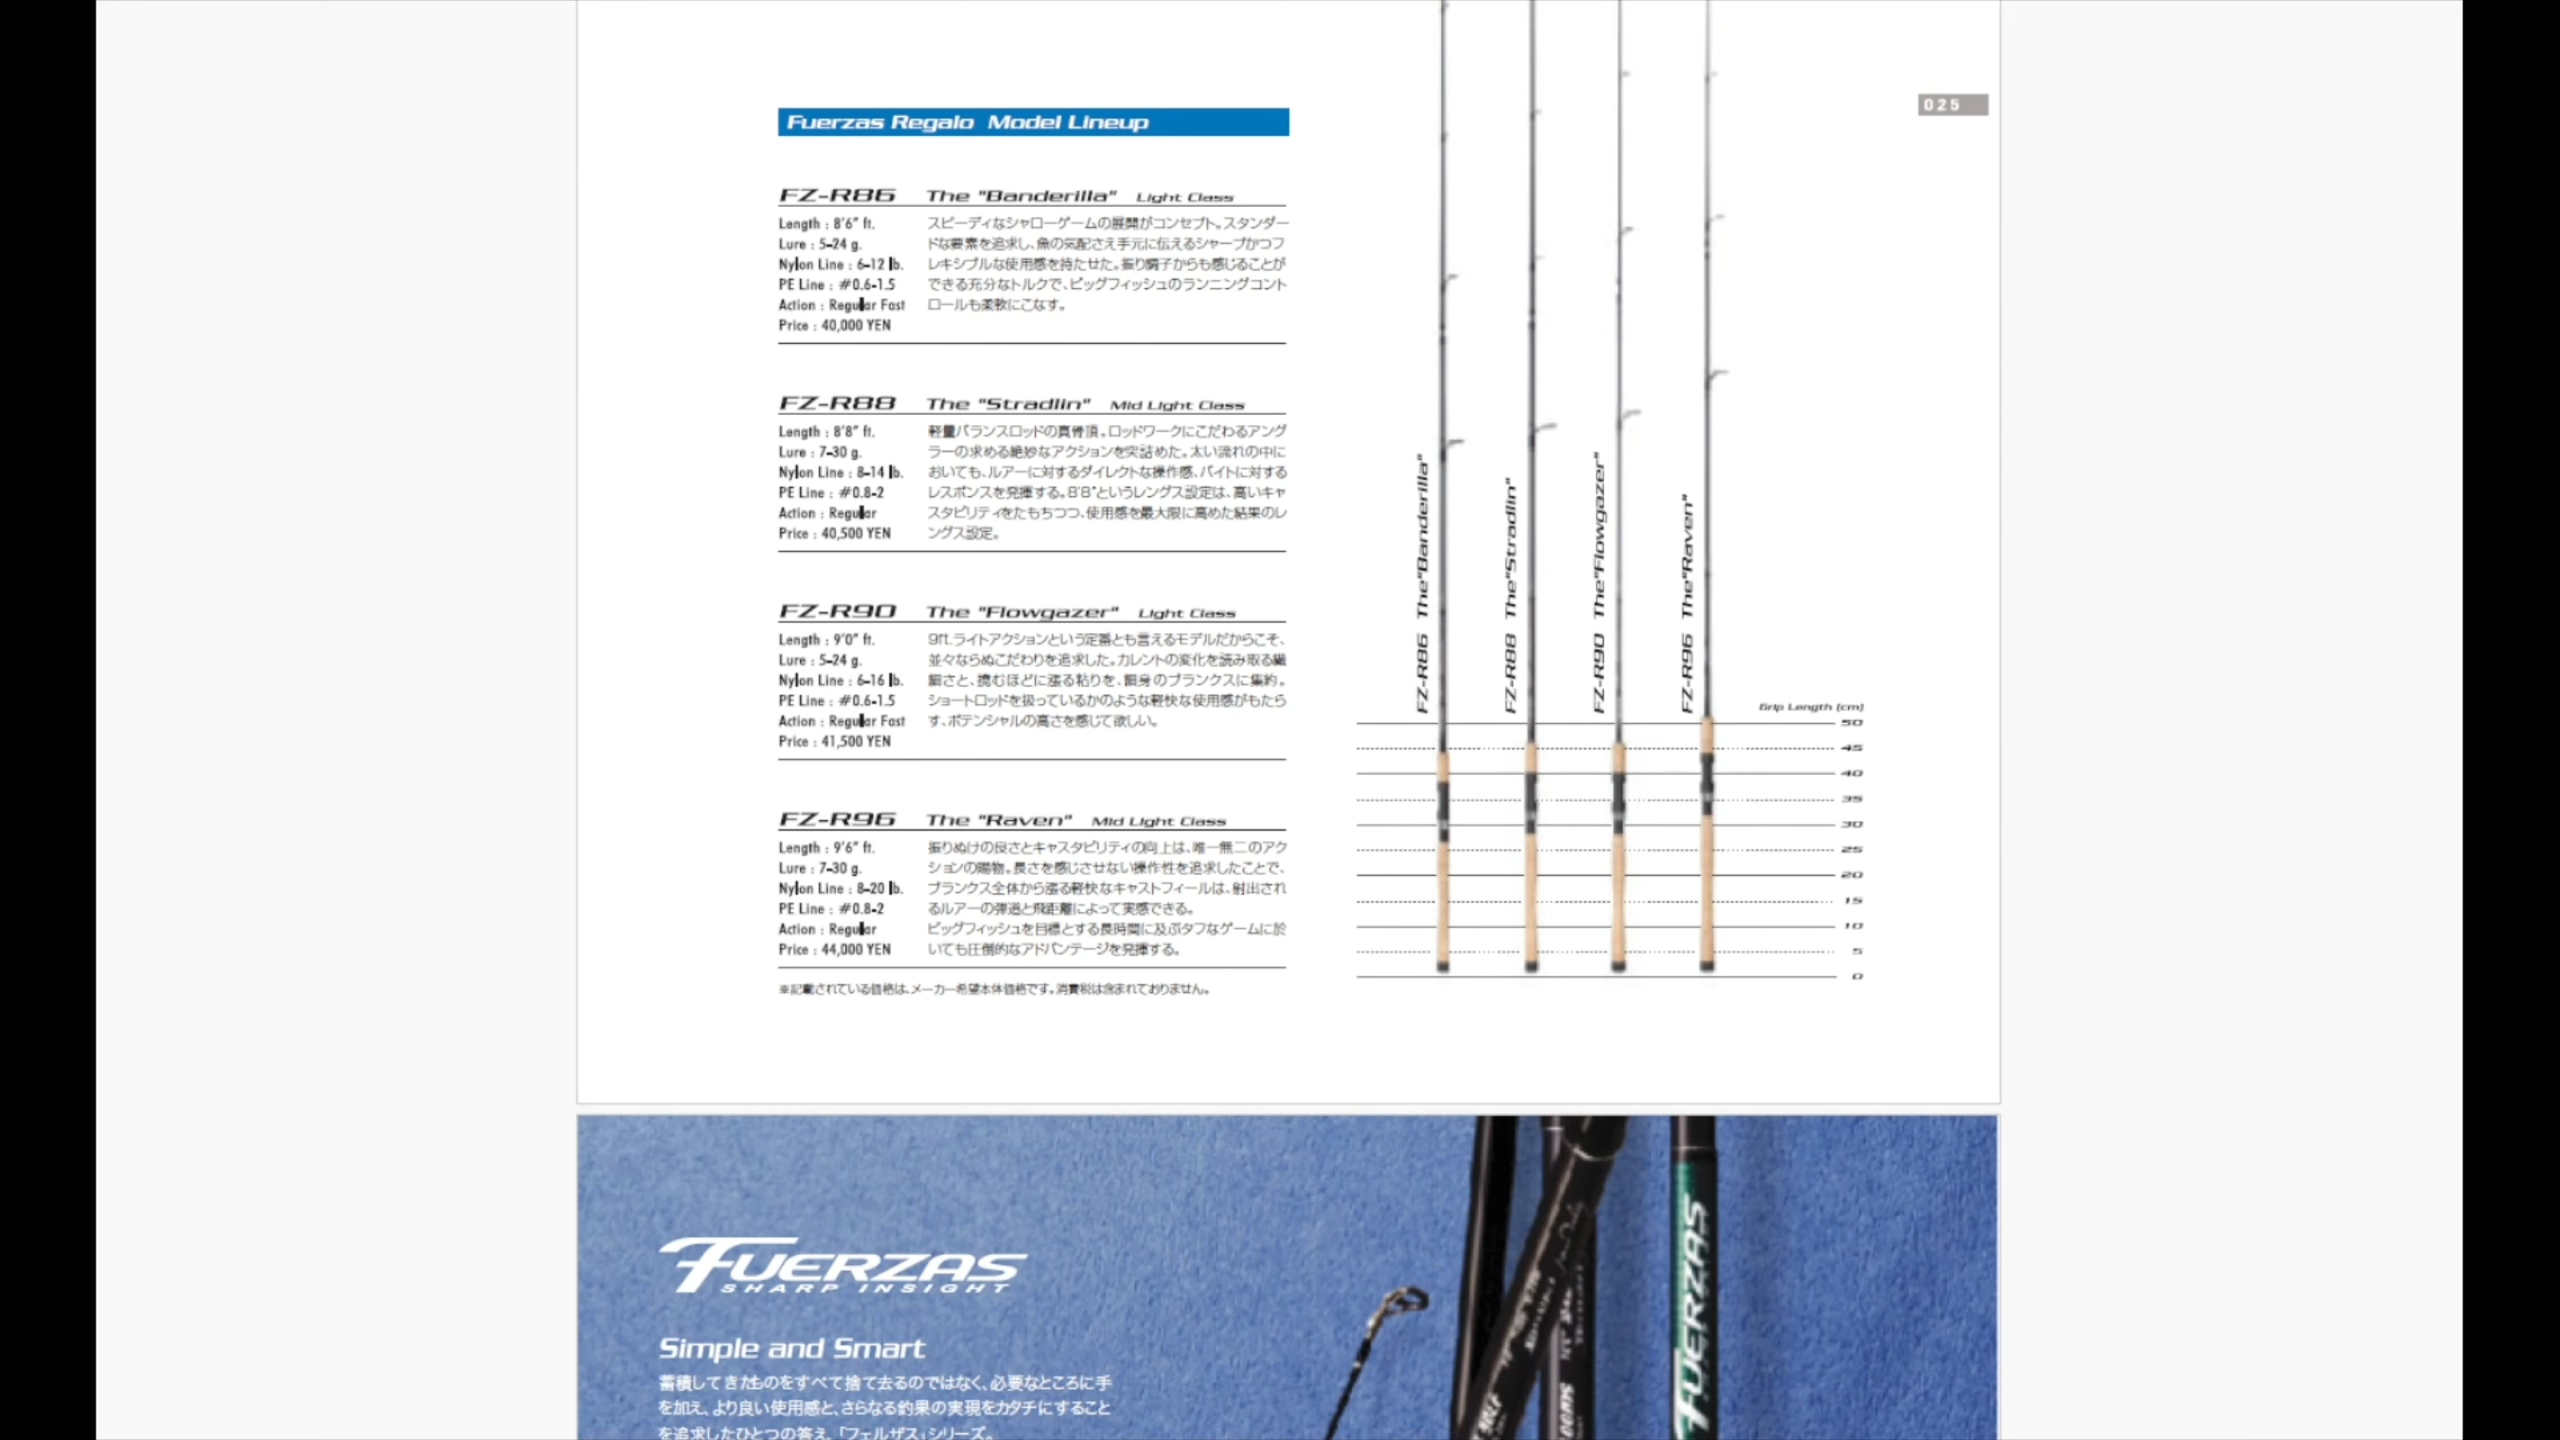 025
Fuerzas Regalo Model Lineup
FZ-R86 The "Banderilla" Light Class
Length : 8'6" ft.
Lure : 5-24 g.
Nylon Line : 6-12 lb.
PE Line : #0.6-1.5
Action : Regular Fast
Price : 40,000 YEN
スピーディなシャローゲームの展開がコンセプト。スタンダー
ドな要素を追求し、魚の気配さえ手元に伝えるシャープかつフ
レキシブルな使用感を持たせた。振り調子からも感じることが
できる充分なトルクで、ビッグフィッシュのランニングコント
ロールも柔軟にこなす。
FZ-R88 The "Stradlin" Mid Light Class
Length : 8'8" ft.
Lure : 7-30 g.
Nylon Line : 8-14 lb.
PE Line : #0.8-2
Action : Regular
Price : 40,500 YEN
軽量バランスロッドの真骨頂。ロッドワークにこだわるアング
ラーの求める絶妙なアクションを突詰めた。太い流れの中に
おいても、ルアーに対するダイレクトな操作感、バイトに対する
レスポンスを発揮する。8'8"というレングス設定は、高いキャ
スタビリティをたもちつつ、使用感を最大限に高めた結果のレ
ングス設定。
FZ-R90 The "Flowgazer" Light Class
Length : 9'0" ft.
Lure : 5-24 g.
Nylon Line : 6-16 lb.
PE Line : #0.6-1.5
Action : Regular Fast
Price : 41,500 YEN
9ft.ライトアクションという定番とも言えるモデルだからこそ、
並々ならぬこだわりを追求した。カレントの変化を読み取る繊
細さと、撓むほどに漲る粘りを、細身のブランクスに集約。
ショートロッドを扱っているかのような軽快な使用感がもたら
す、ポテンシャルの高さを感じて欲しい。
FZ-R96 The "Raven" Mid Light Class
Length : 9'6" ft.
Lure : 7-30 g.
Nylon Line : 8-20 lb.
PE Line : #0.8-2
Action : Regular
Price : 44,000 YEN
振りぬけの良さとキャスタビリティの向上は、唯一無二のアク
ションの賜物。長さを感じさせない操作性を追求したことで、
ブランクス全体から漲る軽快なキャストフィールは、射出され
るルアーの弾道と飛距離によって実感できる。
ビッグフィッシュを目標とする長時間に及ぶタフなゲームに於
いても圧倒的なアドバンテージを発揮する。
※記載されている価格は、メーカー希望本体価格です。消費税は含まれておりません。
FZ-R86 The"Banderilla"
FZ-R88 The"Stradlin"
FZ-R90 The"Flowgazer"
FZ-R96 The"Raven"
Grip Length (cm)
50
45
40
35
30
25
20
15
10
5
0
FUERZAS
SHARP INSIGHT
Simple and Smart
蓄積してきたものをすべて捨て去るのではなく、必要なところに手
を加え、より良い使用感と、さらなる釣果の実現をカタチにすること
を追求したひとつの答え、「フェルザス」シリーズ。
FUERZAS